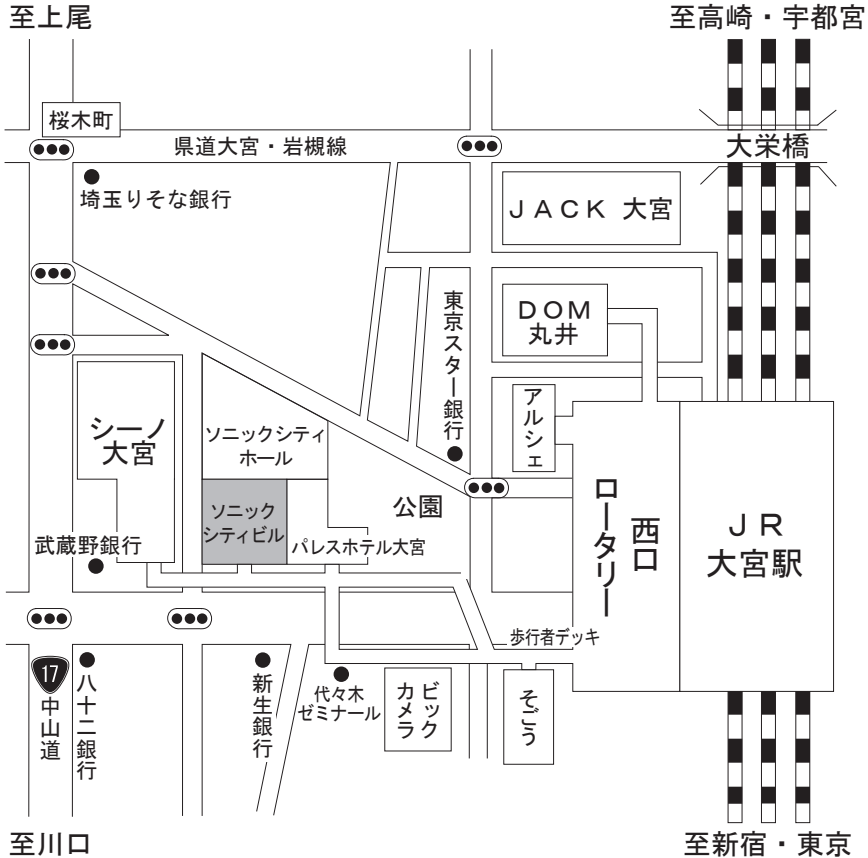 至上尾
至高崎・宇都宮
桜木町
県道大宮・岩槻線
大栄橋
埼玉りそな銀行
ＪＡＣＫ 大宮
東京スター銀行
ＤＯＭ
丸井
アルシェ
シーノ
大宮
ソニックシティ
ホール
ソニック
シティビル
パレスホテル大宮
公園
ロータリー
西口
ＪＲ
大宮駅
武蔵野銀行
歩行者デッキ
17
中山道
八十二銀行
新生銀行
代々木
ゼミナール
ビック
カメラ
そごう
至川口
至新宿・東京